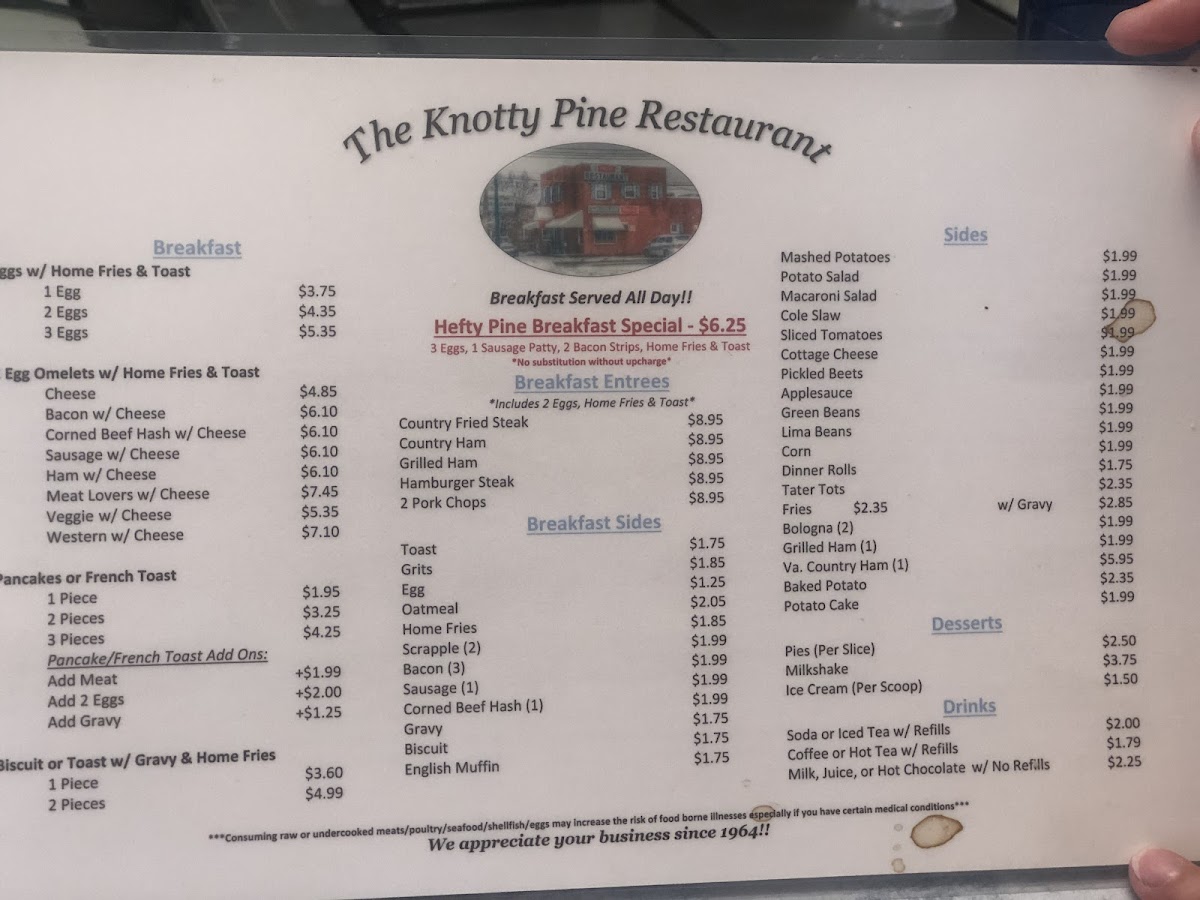 The Knotty Pine Restaurant
RESTAURANT
Breakfast
ggs w/ Home Fries & Toast
1 Egg $3.75
2 Eggs $4.35
3 Eggs $5.35
Egg Omelets w/ Home Fries & Toast
Cheese $4.85
Bacon w/ Cheese $6.10
Corned Beef Hash w/ Cheese $6.10
Sausage w/ Cheese $6.10
Ham w/ Cheese $6.10
Meat Lovers w/ Cheese $7.45
Veggie w/ Cheese $5.35
Western w/ Cheese $7.10
Pancakes or French Toast
1 Piece $1.95
2 Pieces $3.25
3 Pieces $4.25
Pancake/French Toast Add Ons:
Add Meat +$1.99
Add 2 Eggs +$2.00
Add Gravy +$1.25
Biscuit or Toast w/ Gravy & Home Fries
1 Piece $3.60
2 Pieces $4.99
Breakfast Served All Day!!
Hefty Pine Breakfast Special - $6.25
3 Eggs, 1 Sausage Patty, 2 Bacon Strips, Home Fries & Toast
*No substitution without upcharge*
Breakfast Entrees
*Includes 2 Eggs, Home Fries & Toast*
Country Fried Steak $8.95
Country Ham $8.95
Grilled Ham $8.95
Hamburger Steak $8.95
2 Pork Chops $8.95
Breakfast Sides
Toast $1.75
Grits $1.85
Egg $1.25
Oatmeal $2.05
Home Fries $1.85
Scrapple (2) $1.99
Bacon (3) $1.99
Sausage (1) $1.99
Corned Beef Hash (1) $1.99
Gravy $1.75
Biscuit $1.75
English Muffin $1.75
Sides
Mashed Potatoes $1.99
Potato Salad $1.99
Macaroni Salad $1.99
Cole Slaw $1.99
Sliced Tomatoes $1.99
Cottage Cheese $1.99
Pickled Beets $1.99
Applesauce $1.99
Green Beans $1.99
Lima Beans $1.99
Corn $1.99
Dinner Rolls $1.75
Tater Tots $2.35
Fries $2.35 w/ Gravy $2.85
Bologna (2) $1.99
Grilled Ham (1) $1.99
Va. Country Ham (1) $5.95
Baked Potato $2.35
Potato Cake $1.99
Desserts
Pies (Per Slice) $2.50
Milkshake $3.75
Ice Cream (Per Scoop) $1.50
Drinks
Soda or Iced Tea w/ Refills $2.00
Coffee or Hot Tea w/ Refills $1.79
Milk, Juice, or Hot Chocolate w/ No Refills $2.25
***Consuming raw or undercooked meats/poultry/seafood/shellfish/eggs may increase the risk of food borne illnesses especially if you have certain medical conditions***
We appreciate your business since 1964!!